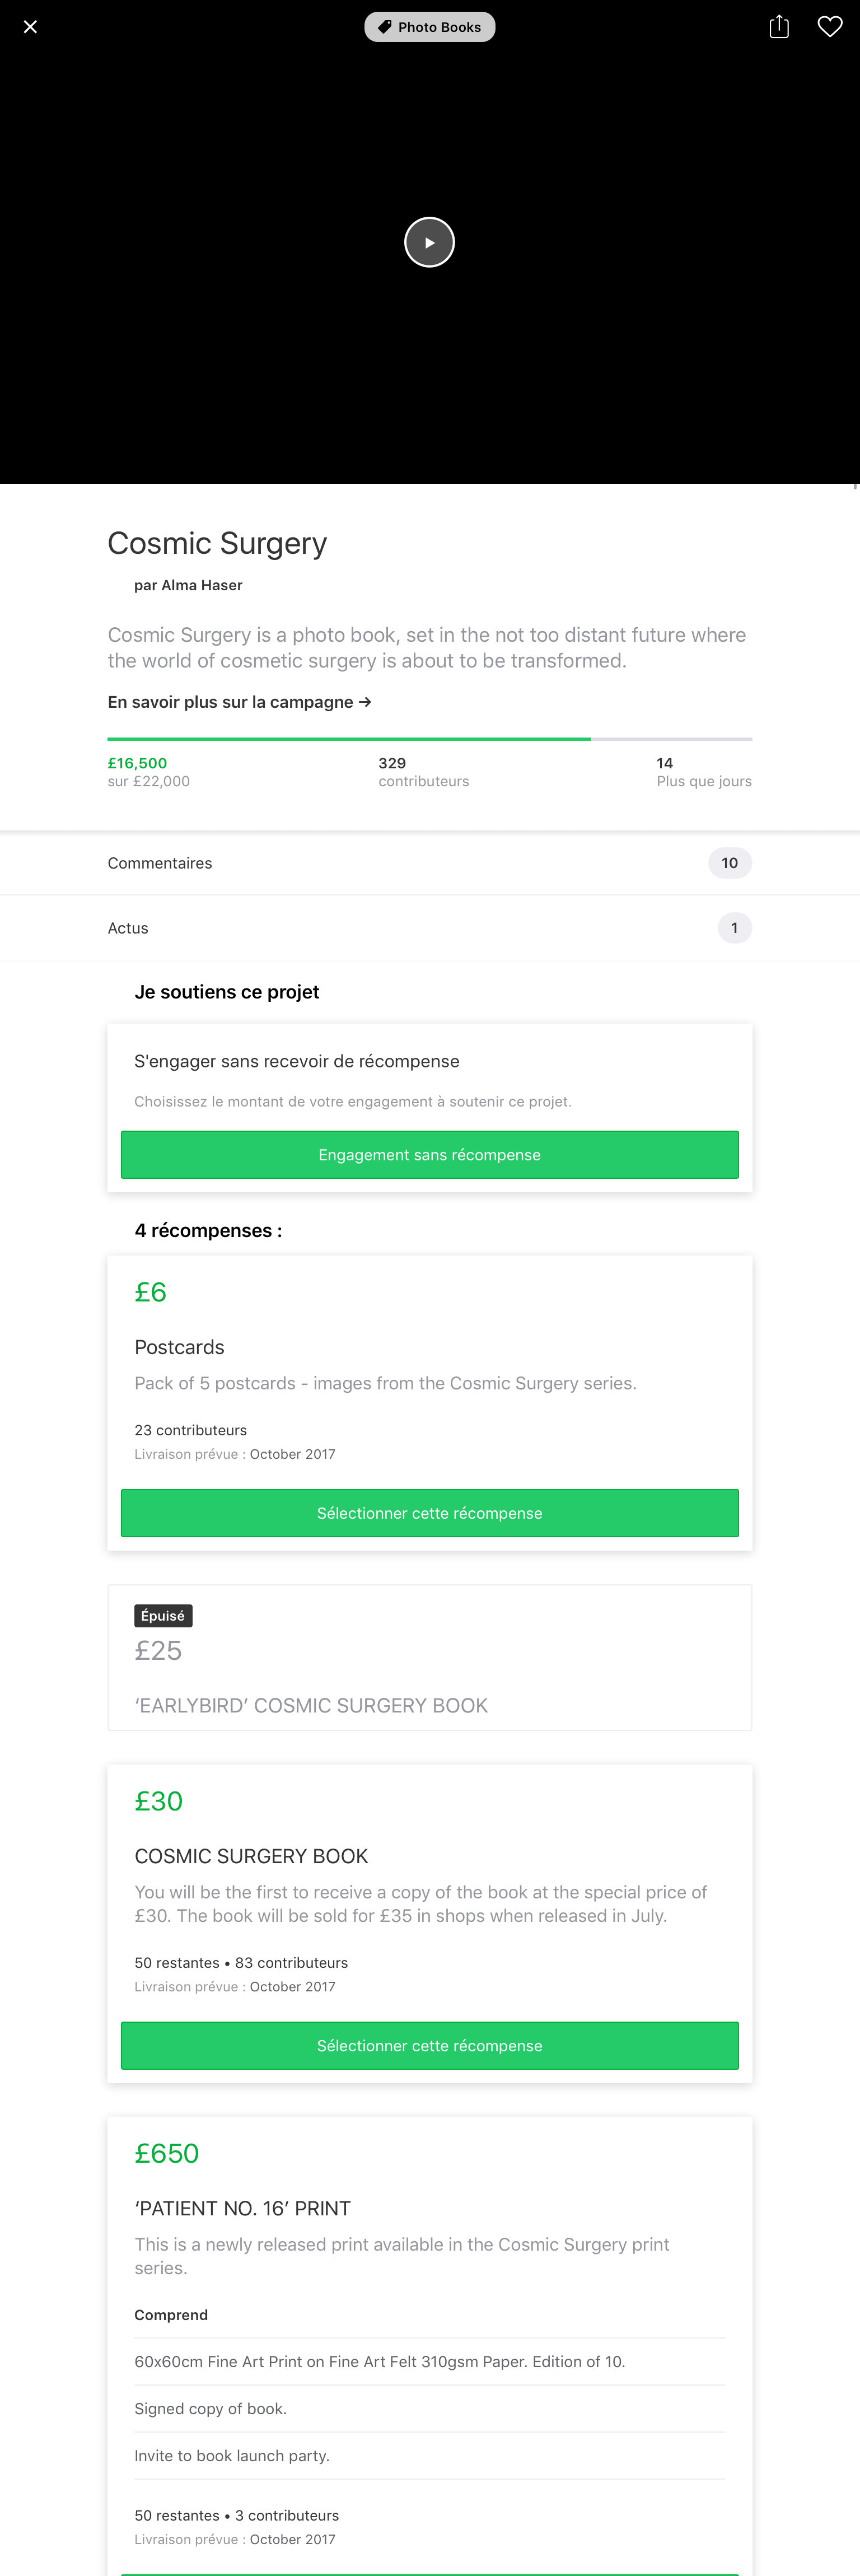 Photo Books
Cosmic Surgery
par Alma Haser
Cosmic Surgery is a photo book, set in the not too distant future where
the world of cosmetic surgery is about to be transformed.
En savoir plus sur la campagne →
£16,500
sur £22,000
329
contributeurs
14
Plus que jours
Commentaires
10
Actus
1
Je soutiens ce projet
S'engager sans recevoir de récompense
Choisissez le montant de votre engagement à soutenir ce projet.
Engagement sans récompense
4 récompenses :
£6
Postcards
Pack of 5 postcards - images from the Cosmic Surgery series.
23 contributeurs
Livraison prévue : October 2017
Sélectionner cette récompense
Épuisé
£25
‘EARLYBIRD’ COSMIC SURGERY BOOK
£30
COSMIC SURGERY BOOK
You will be the first to receive a copy of the book at the special price of
£30. The book will be sold for £35 in shops when released in July.
50 restantes • 83 contributeurs
Livraison prévue : October 2017
Sélectionner cette récompense
£650
‘PATIENT NO. 16’ PRINT
This is a newly released print available in the Cosmic Surgery print
series.
Comprend
60x60cm Fine Art Print on Fine Art Felt 310gsm Paper. Edition of 10.
Signed copy of book.
Invite to book launch party.
50 restantes • 3 contributeurs
Livraison prévue : October 2017